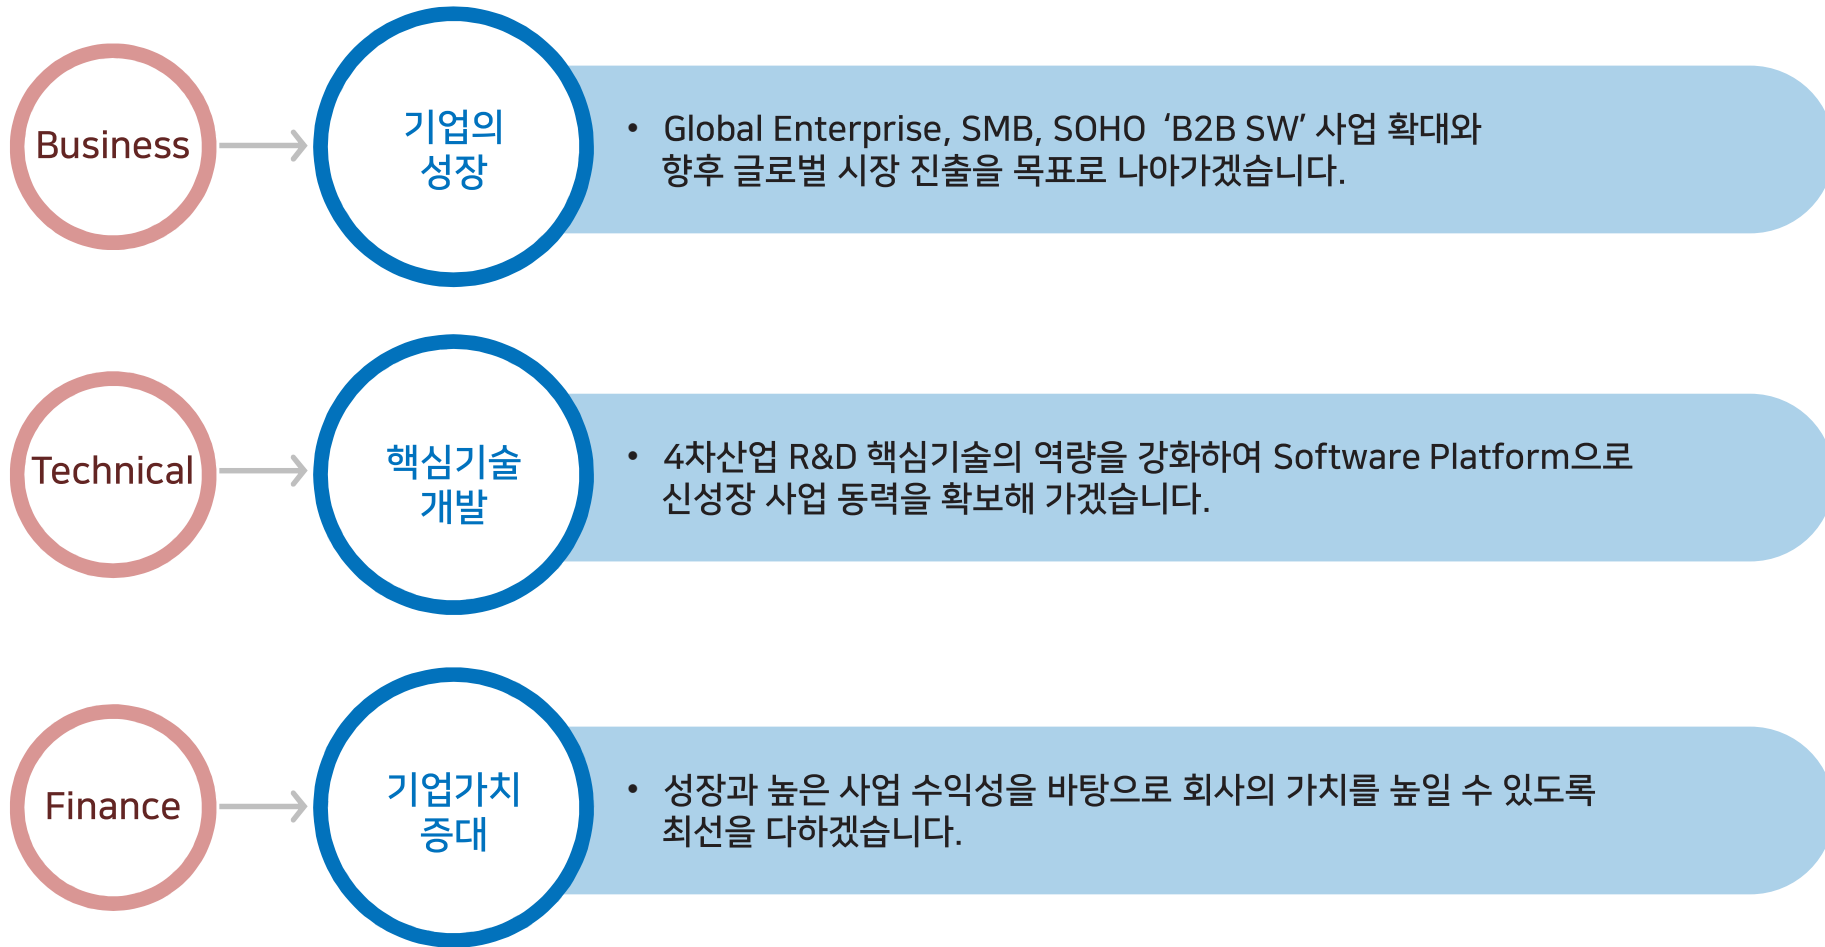 Business
기업의
성장
• Global Enterprise, SMB, SOHO ‘B2B SW’ 사업 확대와
향후 글로벌 시장 진출을 목표로 나아가겠습니다.
Technical
핵심기술
개발
• 4차산업 R&D 핵심기술의 역량을 강화하여 Software Platform으로
신성장 사업 동력을 확보해 가겠습니다.
Finance
기업가치
증대
• 성장과 높은 사업 수익성을 바탕으로 회사의 가치를 높일 수 있도록
최선을 다하겠습니다.